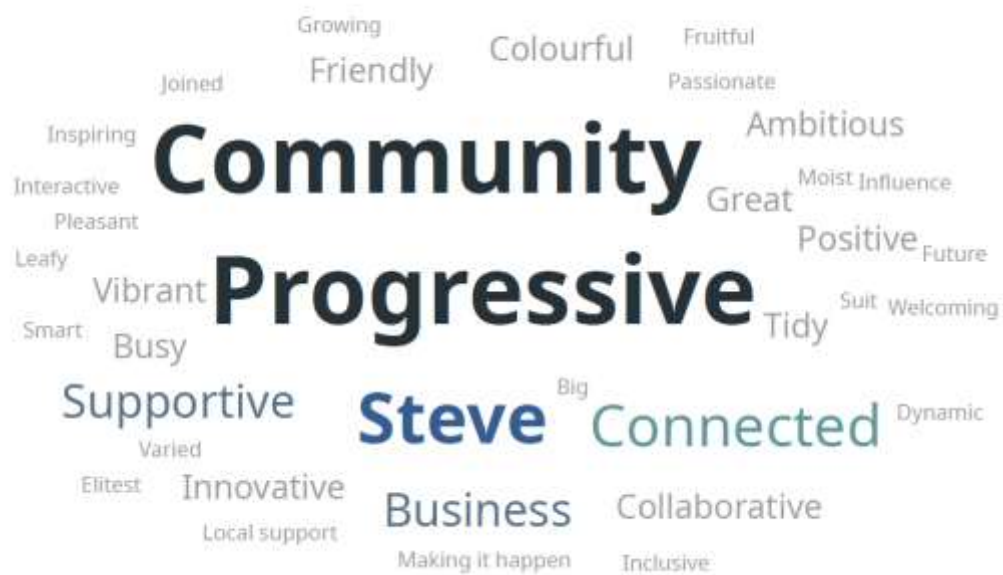 Growing
Colourful
Fruitful
Friendly
Joined
Passionate
Inspiring
Community
Ambitious
Interactive
Great
Moist
Influence
Pleasant
Positive
Future
Leafy
Vibrant
Progressive
Suit
Welcoming
Smart
Busy
Tidy
Supportive
Steve
Big
Connected
Dynamic
Varied
Elitest
Innovative
Business
Collaborative
Local support
Making it happen
Inclusive